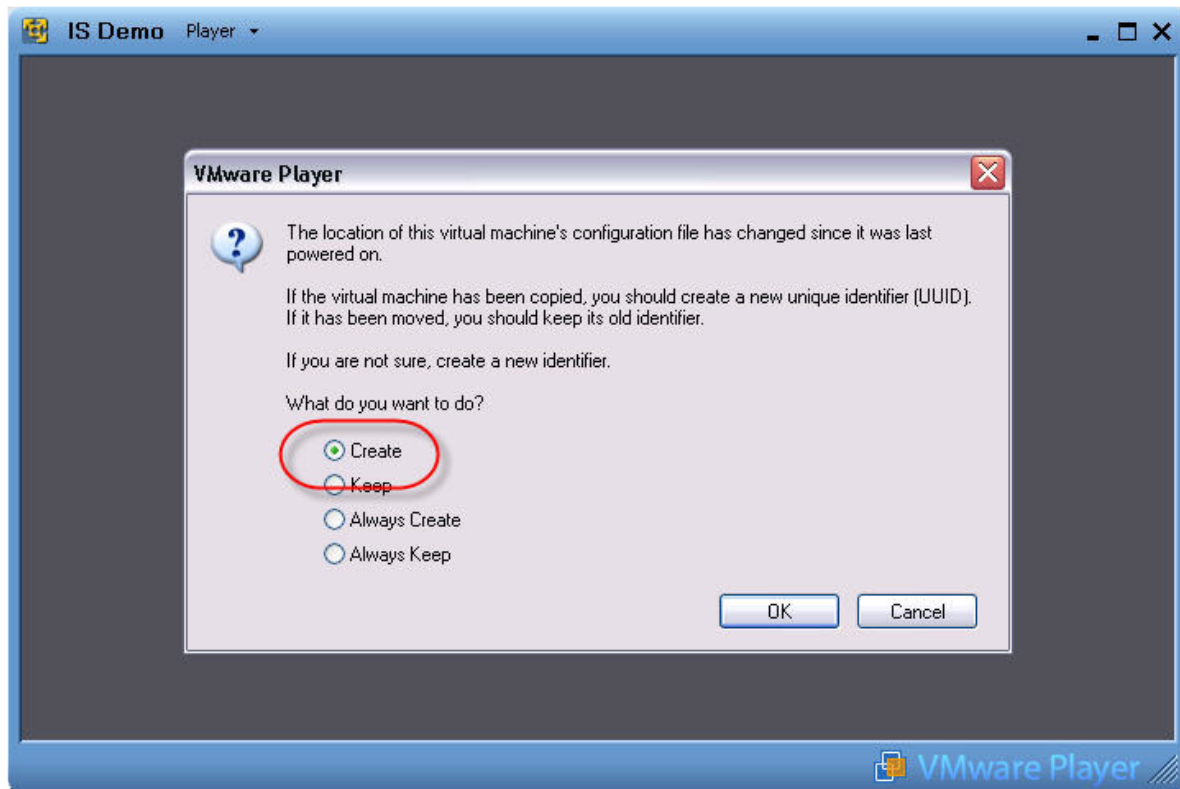 IS Demo Player
VMware Player
The location of this virtual machine's configuration file has changed since it was last
powered on.
If the virtual machine has been copied, you should create a new unique identifier (UUID).
If it has been moved, you should keep its old identifier.
If you are not sure, create a new identifier.
What do you want to do?
Create
Keep
Always Create
Always Keep
OK Cancel
VMware Player